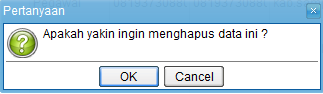 Pertanyaan
Apakah yakin ingin menghapus data ini ?
OK
Cancel